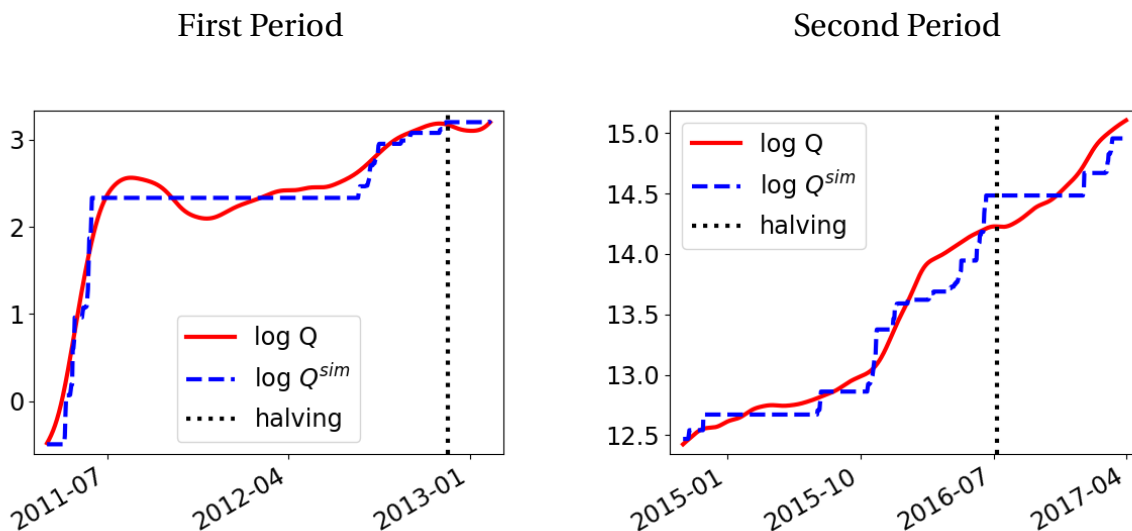 First Period
3
2
1
0
log Q
log Q^sim
halving
2011-07
2012-04
2013-01
Second Period
15.0
14.5
14.0
13.5
13.0
12.5
log Q
log Q^sim
halving
2015-01
2015-10
2016-07
2017-04